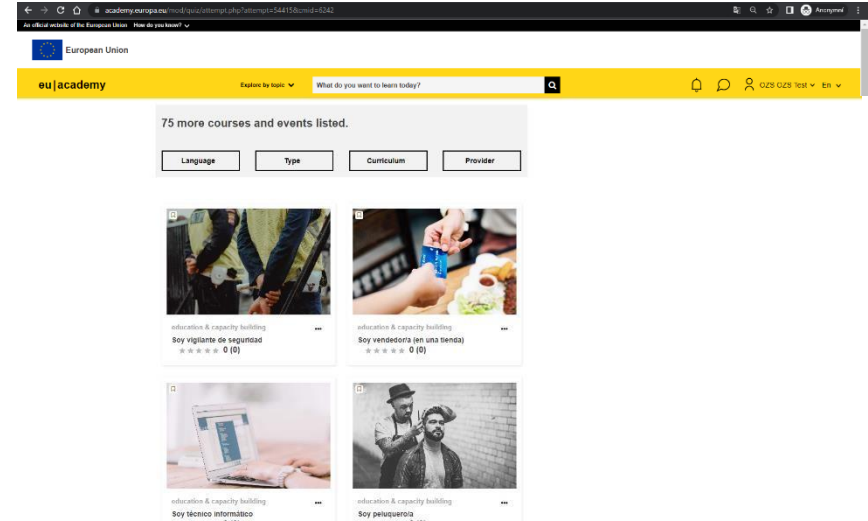 academy.europa.eu/mod/quiz/attempt.php?attempt=54415&cmid=6242
Anonymní
An official website of the European Union How do you know?
European Union
eu|academy
Explore by topic
What do you want to learn today?
OZS OZS Test
En
75 more courses and events listed.
Language
Type
Curriculum
Provider
education & capacity building
Soy vigilante de seguridad
0 (0)
education & capacity building
Soy vendedor/a (en una tienda)
0 (0)
education & capacity building
Soy técnico informático
education & capacity building
Soy peluquero/a